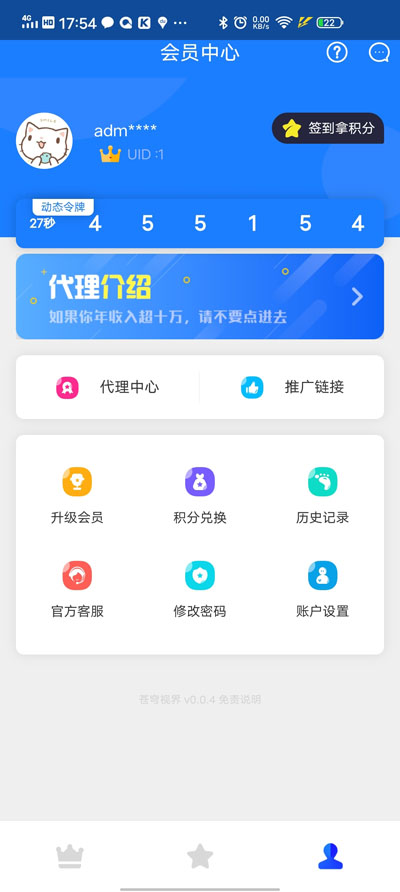 4G HD 17:54 0.00 KB/s 22
会员中心
adm****
UID :1
签到拿积分
动态令牌
27秒 4 5 5 1 5 4
代理介绍
如果你年收入超十万，请不要点进去
代理中心 推广链接
升级会员 积分兑换 历史记录
官方客服 修改密码 账户设置
苍穹视界 v0.0.4 免责说明